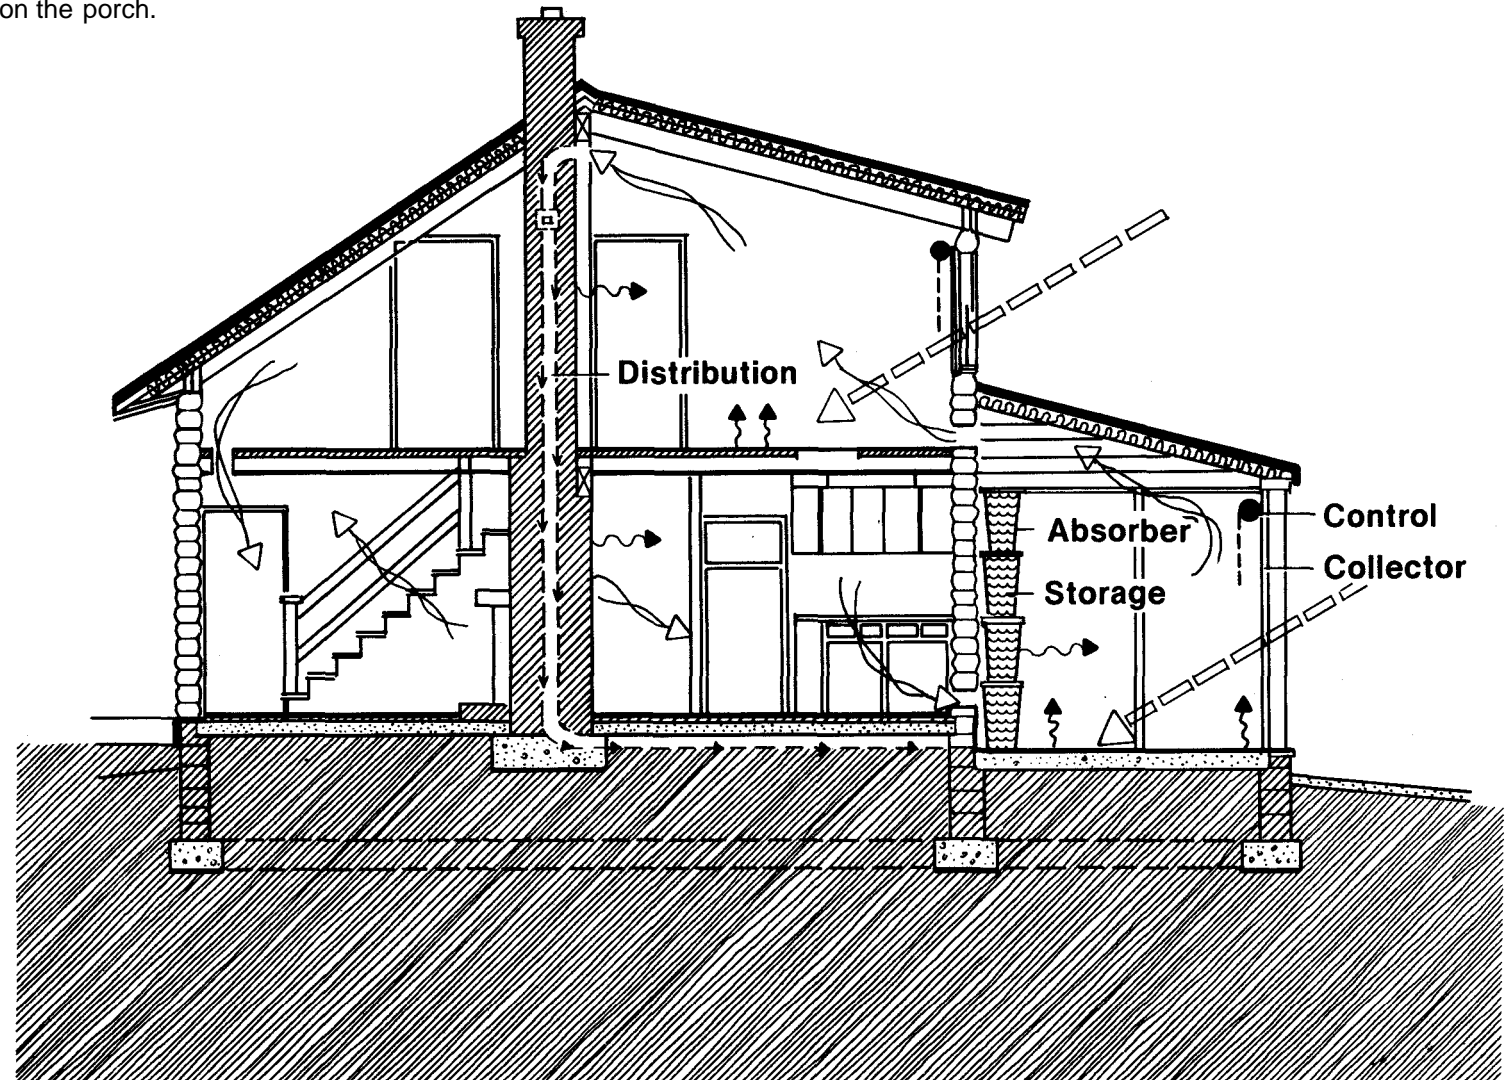 on the porch.
Distribution
Absorber
Control
Collector
Storage